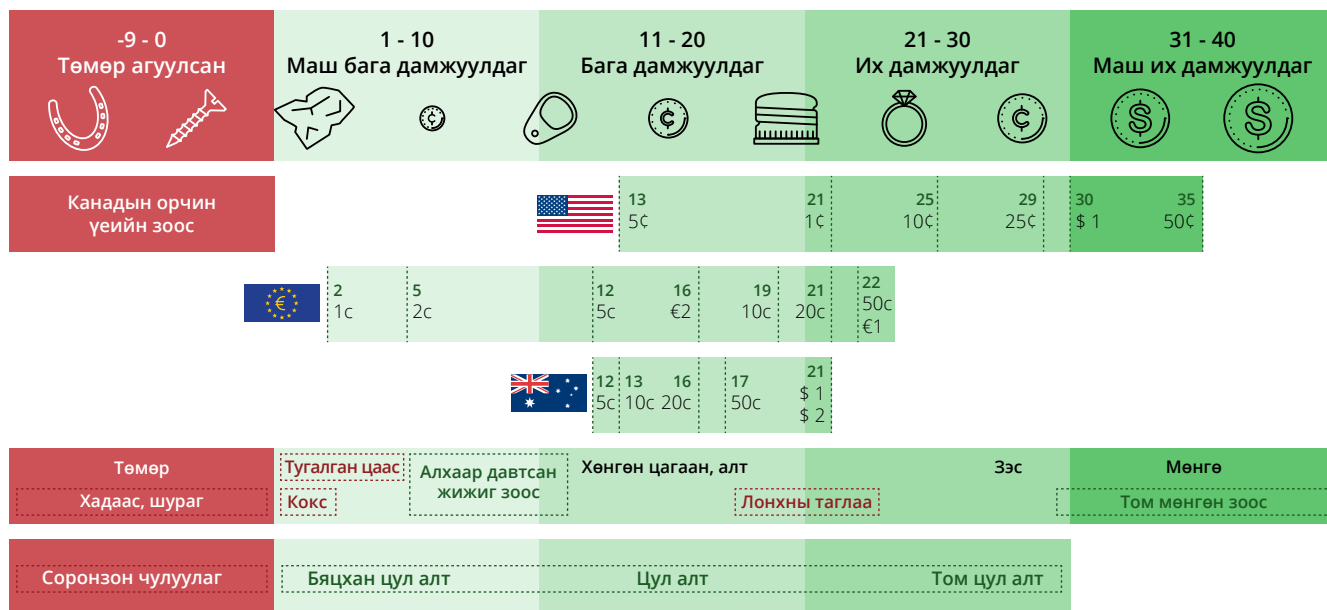 -9 - 0
Төмөр агуулсан
1 - 10
Маш бага дамжуулдаг
11 - 20
Бага дамжуулдаг
21 - 30
Их дамжуулдаг
31 - 40
Маш их дамжуулдаг
Канадын орчин
үеийн зоос
13 21 25 29 30 35
5¢ 1¢ 10¢ 25¢ $ 1 50¢
2 5 12 16 19 21 22
1c 2c 5c €2 10c 20c 50c
€1
12 13 16 17 21
5c 10c 20c 50c $ 1
$ 2
Төмөр
Хадаас, шураг
Тугалган цаас
Кокс
Алхаар давтсан
жижиг зоос
Хөнгөн цагаан, алт
Лонхны таглаа
Зэс
Мөнгө
Том мөнгөн зоос
Соронзон чулуулаг
Бяцхан цул алт
Цул алт
Том цул алт